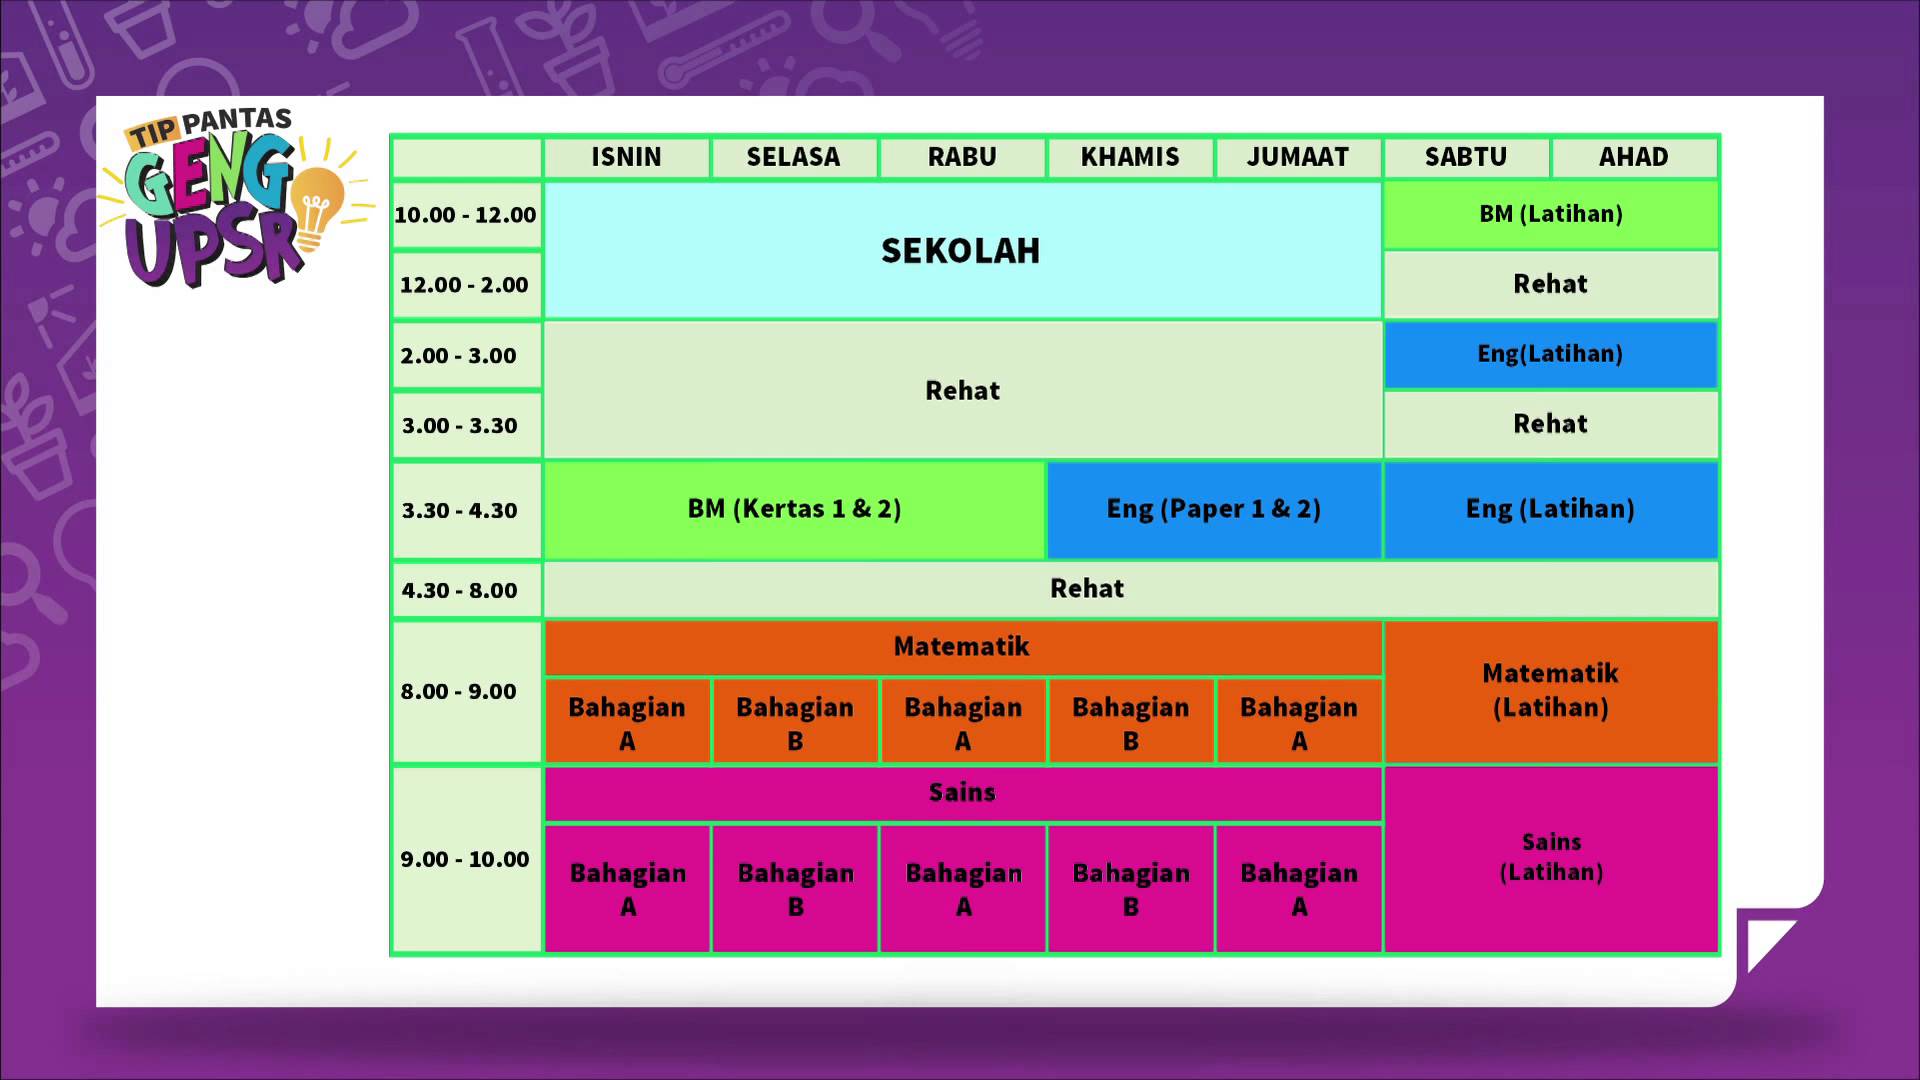 TIP PANTAS
GENG
UPSR
ISNIN SELASA RABU KHAMIS JUMAAT SABTU AHAD
10.00 - 12.00 SEKOLAH BM (Latihan)
12.00 - 2.00 Rehat
2.00 - 3.00 Rehat Eng(Latihan)
3.00 - 3.30 Rehat
3.30 - 4.30 BM (Kertas 1 & 2) Eng (Paper 1 & 2) Eng (Latihan)
4.30 - 8.00 Rehat
8.00 - 9.00 Matematik Matematik
(Latihan)
Bahagian Bahagian Bahagian Bahagian Bahagian
A B A B A
9.00 - 10.00 Sains Sains
(Latihan)
Bahagian Bahagian Bahagian Bahagian Bahagian
A B A B A